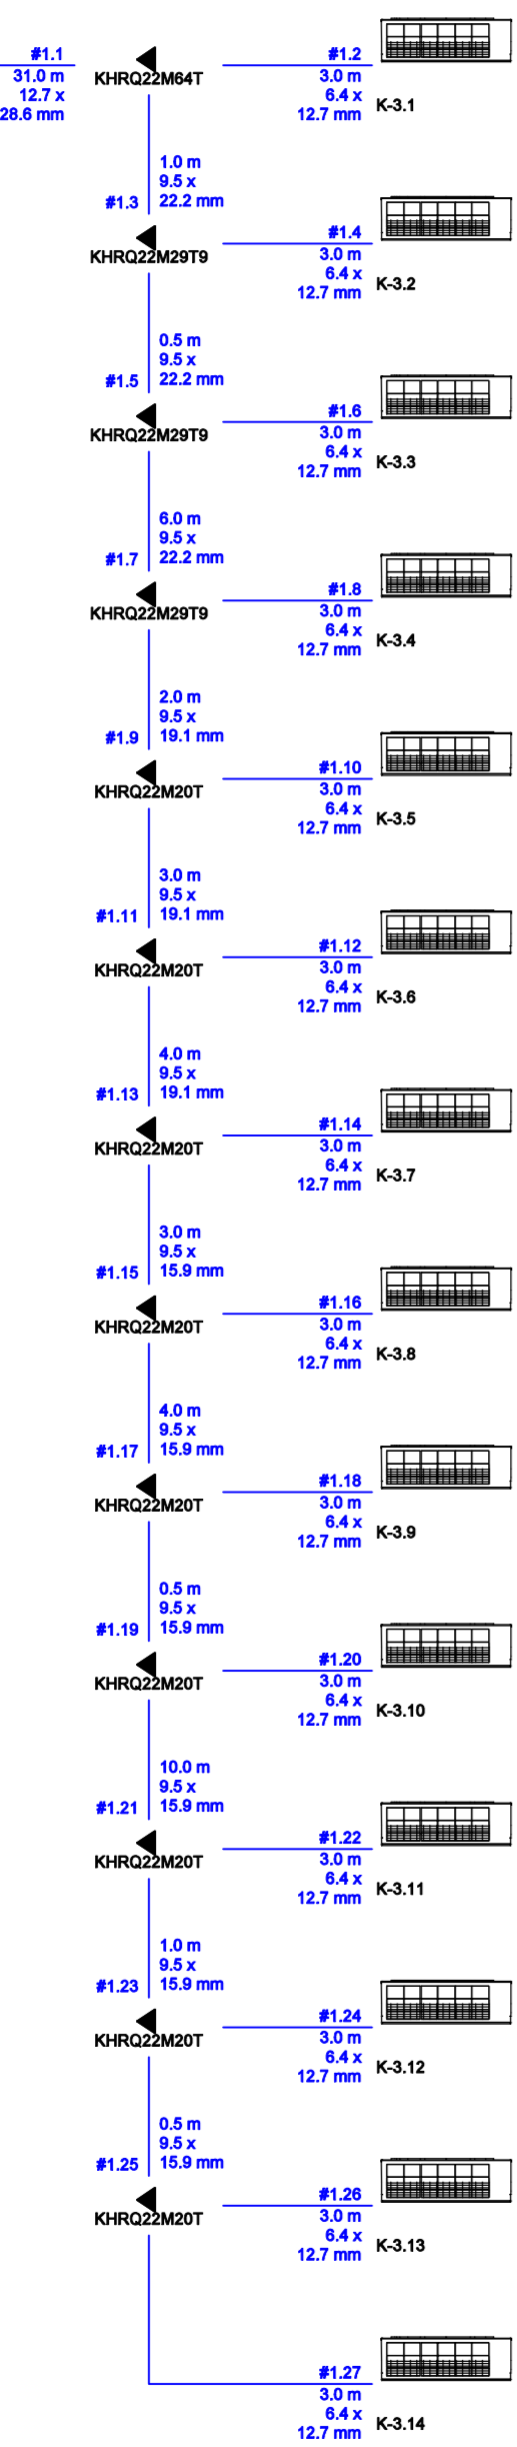 #1.1
31.0 m
12.7 x
28.6 mm
KHRQ22M64T
#1.2
3.0 m
6.4 x
12.7 mm
K-3.1
#1.3
1.0 m
9.5 x
22.2 mm
KHRQ22M29T9
#1.4
3.0 m
6.4 x
12.7 mm
K-3.2
#1.5
0.5 m
9.5 x
22.2 mm
KHRQ22M29T9
#1.6
3.0 m
6.4 x
12.7 mm
K-3.3
#1.7
6.0 m
9.5 x
22.2 mm
KHRQ22M29T9
#1.8
3.0 m
6.4 x
12.7 mm
K-3.4
#1.9
2.0 m
9.5 x
19.1 mm
KHRQ22M20T
#1.10
3.0 m
6.4 x
12.7 mm
K-3.5
#1.11
3.0 m
9.5 x
19.1 mm
KHRQ22M20T
#1.12
3.0 m
6.4 x
12.7 mm
K-3.6
#1.13
4.0 m
9.5 x
19.1 mm
KHRQ22M20T
#1.14
3.0 m
6.4 x
12.7 mm
K-3.7
#1.15
3.0 m
9.5 x
15.9 mm
KHRQ22M20T
#1.16
3.0 m
6.4 x
12.7 mm
K-3.8
#1.17
4.0 m
9.5 x
15.9 mm
KHRQ22M20T
#1.18
3.0 m
6.4 x
12.7 mm
K-3.9
#1.19
0.5 m
9.5 x
15.9 mm
KHRQ22M20T
#1.20
3.0 m
6.4 x
12.7 mm
K-3.10
#1.21
10.0 m
9.5 x
15.9 mm
KHRQ22M20T
#1.22
3.0 m
6.4 x
12.7 mm
K-3.11
#1.23
1.0 m
9.5 x
15.9 mm
KHRQ22M20T
#1.24
3.0 m
6.4 x
12.7 mm
K-3.12
#1.25
0.5 m
9.5 x
15.9 mm
KHRQ22M20T
#1.26
3.0 m
6.4 x
12.7 mm
K-3.13
#1.27
3.0 m
6.4 x
12.7 mm
K-3.14